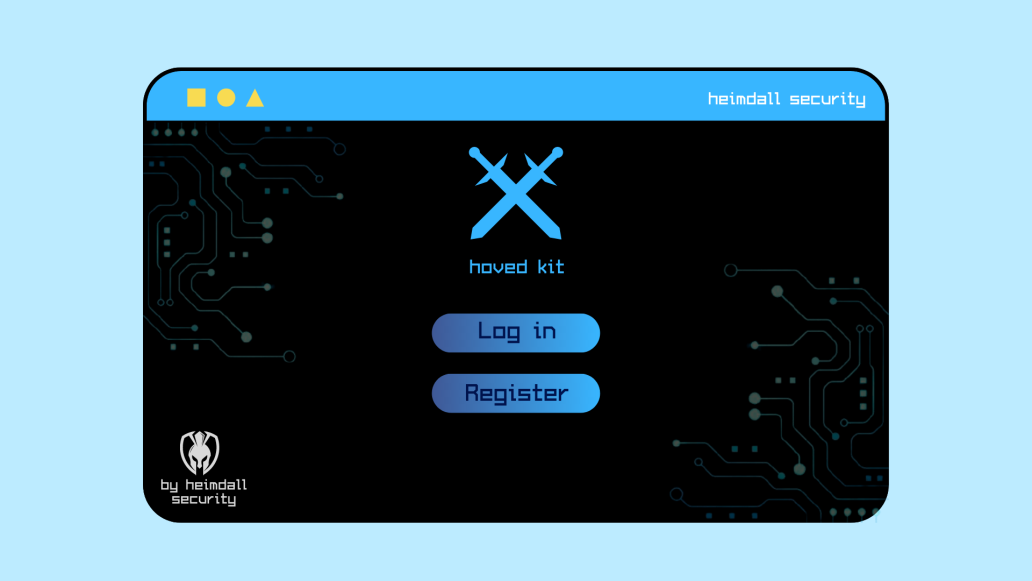 heimdall security
hoved kit
Log in
Register
by heimdall
security